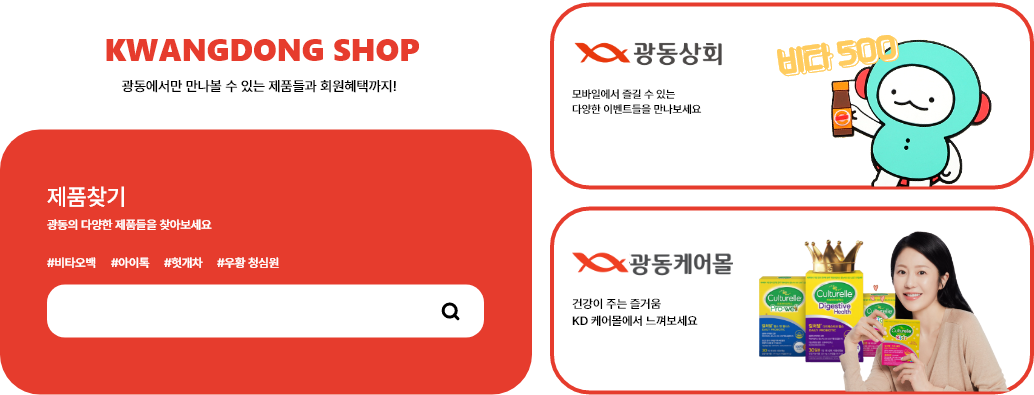 KWANGDONG SHOP
광동에서만 만나볼 수 있는 제품들과 회원혜택까지!
제품찾기
광동의 다양한 제품들을 찾아보세요
#비타오백 #아이톡 #헛개차 #우황 청심원
광동상회
모바일에서 즐길 수 있는
다양한 이벤트들을 만나보세요
비타 500
광동케어몰
건강이 주는 즐거움
KD 케어몰에서 느껴보세요
Culturelle
Pro-well
Culturelle
Digestive
Health
Culturelle
Culturelle
Kids